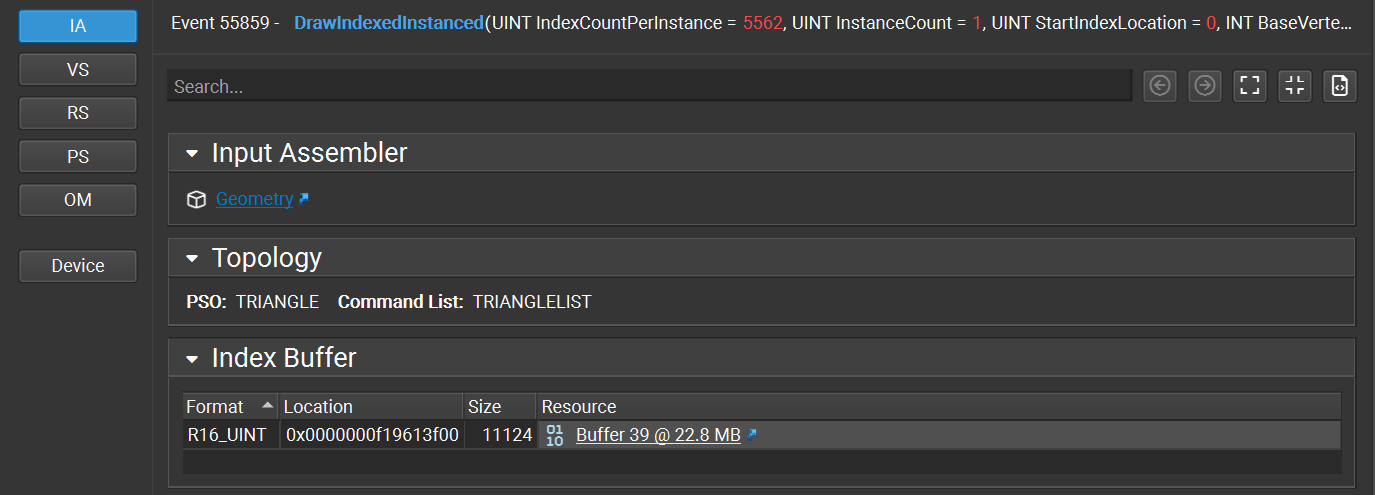 IA
Event 55859 - DrawIndexedInstanced(UINT IndexCountPerInstance = 5562, UINT InstanceCount = 1, UINT StartIndexLocation = 0, INT BaseVerte...
VS
Search...
RS
PS
OM
Device
Input Assembler
Geometry
Topology
PSO: TRIANGLE Command List: TRIANGLELIST
Index Buffer
Format Location Size Resource
R16_UINT 0x0000000f19613f00 11124 Buffer 39 @ 22.8 MB